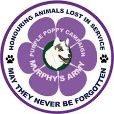 HONOURING ANIMALS LOST IN SERVICE
PURPLE POPPY CAMPAIGN
MURPHY'S ARMY
MAY THEY NEVER BE FORGOTTEN